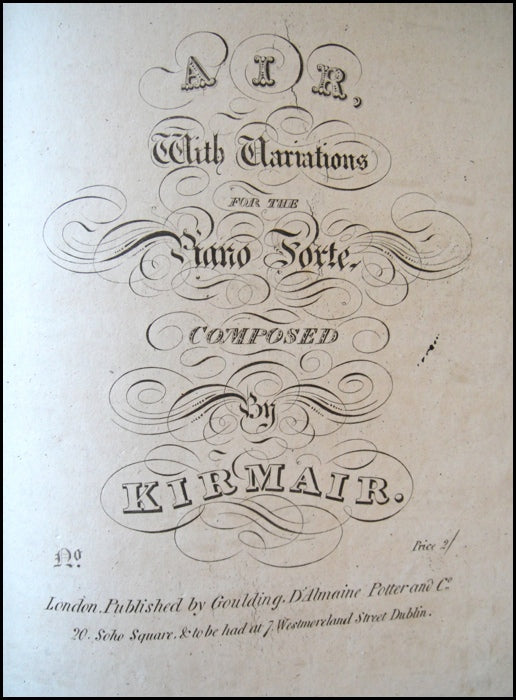 AIR,
With Variations
FOR THE
Piano Forte.
COMPOSED
By
KIRMAIR.
No.
Price 2/
London, Published by Goulding, D'Almaine Potter and Co.
20. Soho Square, & to be had at 7. Westmoreland Street Dublin.